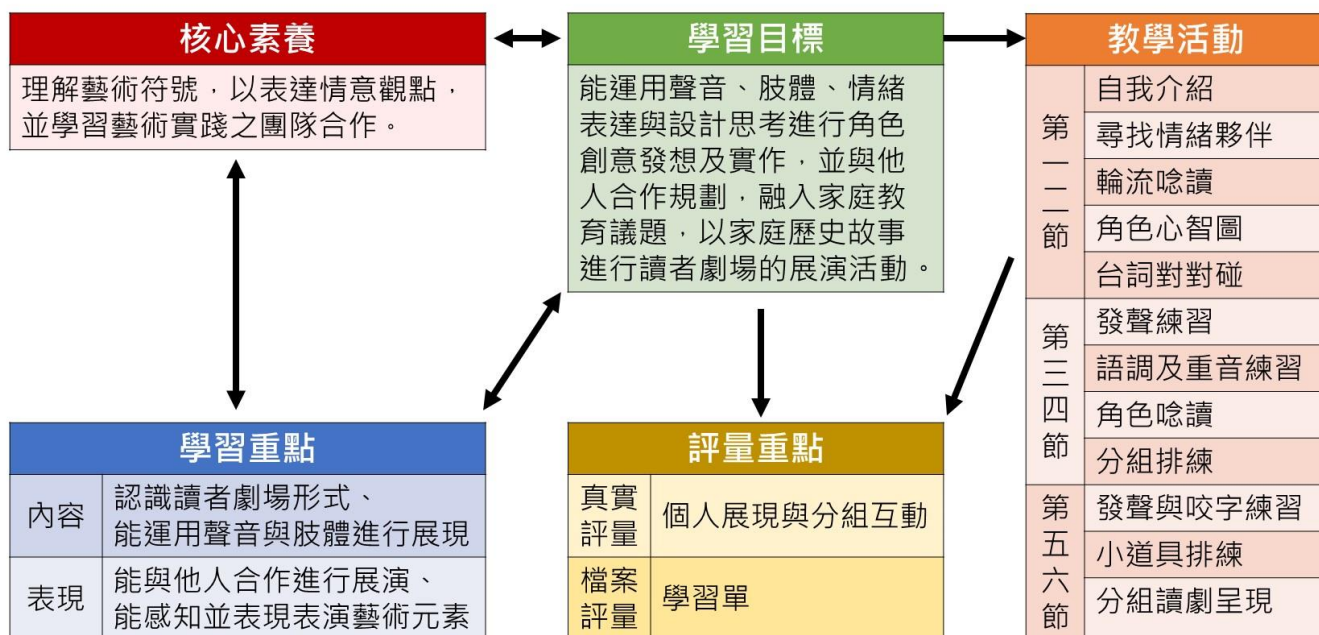 核心素養
理解藝術符號，以表達情意觀點，
並學習藝術實踐之團隊合作。
學習目標
能運用聲音、肢體、情緒
表達與設計思考進行角色
創意發想及實作，並與他
人合作規劃，融入家庭教
育議題，以家庭歷史故事
進行讀者劇場的展演活動。
教學活動
第一二節
自我介紹
尋找情緒夥伴
輪流唸讀
角色心智圖
台詞對對碰
第三四節
發聲練習
語調及重音練習
角色唸讀
分組排練
第五六節
發聲與咬字練習
小道具排練
分組讀劇呈現
學習重點
內容
認識讀者劇場形式、
能運用聲音與肢體進行展現
表現
能與他人合作進行展演、
能感知並表現表演藝術元素
評量重點
真實
評量
個人展現與分組互動
檔案
評量
學習單